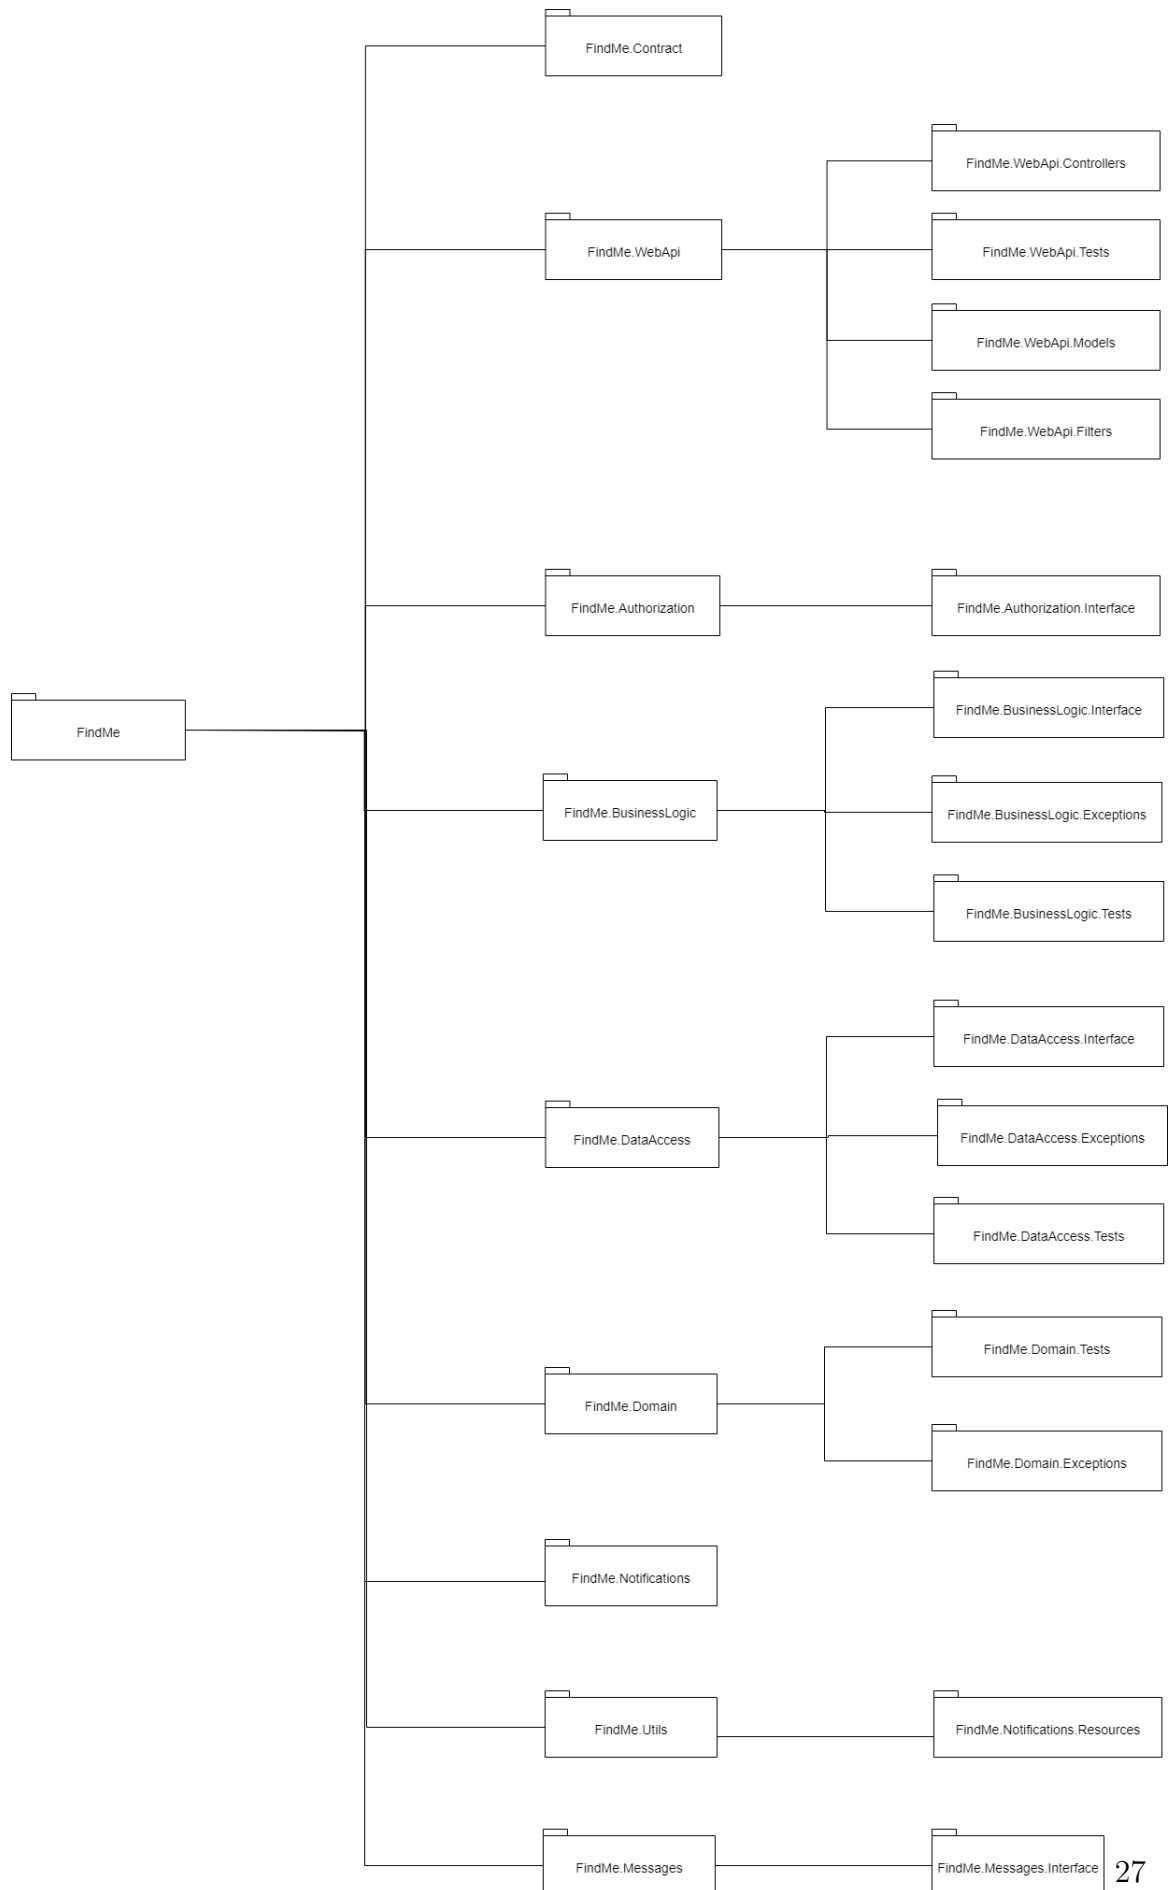 FindMe.Contract
FindMe.WebApi.Controllers
FindMe.WebApi
FindMe.WebApi.Tests
FindMe.WebApi.Models
FindMe.WebApi.Filters
FindMe.Authorization
FindMe.Authorization.Interface
FindMe.BusinessLogic.Interface
FindMe
FindMe.BusinessLogic
FindMe.BusinessLogic.Exceptions
FindMe.BusinessLogic.Tests
FindMe.DataAccess.Interface
FindMe.DataAccess
FindMe.DataAccess.Exceptions
FindMe.DataAccess.Tests
FindMe.Domain.Tests
FindMe.Domain
FindMe.Domain.Exceptions
FindMe.Notifications
FindMe.Utils
FindMe.Notifications.Resources
FindMe.Messages
FindMe.Messages.Interface
27